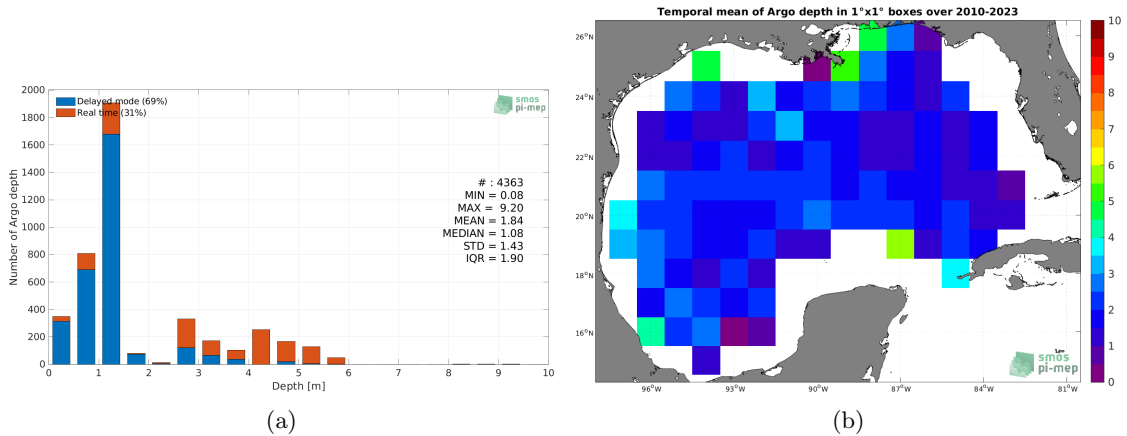 Delayed mode (69%)
Real time (31%)
smos
pi-mep
2000
1800
1600
1400
1200
1000
800
600
400
200
0
Number of Argo depth
# : 4363
MIN = 0.08
MAX = 9.20
MEAN = 1.84
MEDIAN = 1.08
STD = 1.43
IQR = 1.90
0 1 2 3 4 5 6 7 8 9 10
Depth [m]
(a)
Temporal mean of Argo depth in 1°x1° boxes over 2010-2023
26°N
24°N
22°N
20°N
18°N
16°N
96°W 93°W 90°W 87°W 84°W 81°W
smos
pi-mep
10
9
8
7
6
5
4
3
2
1
0
(b)